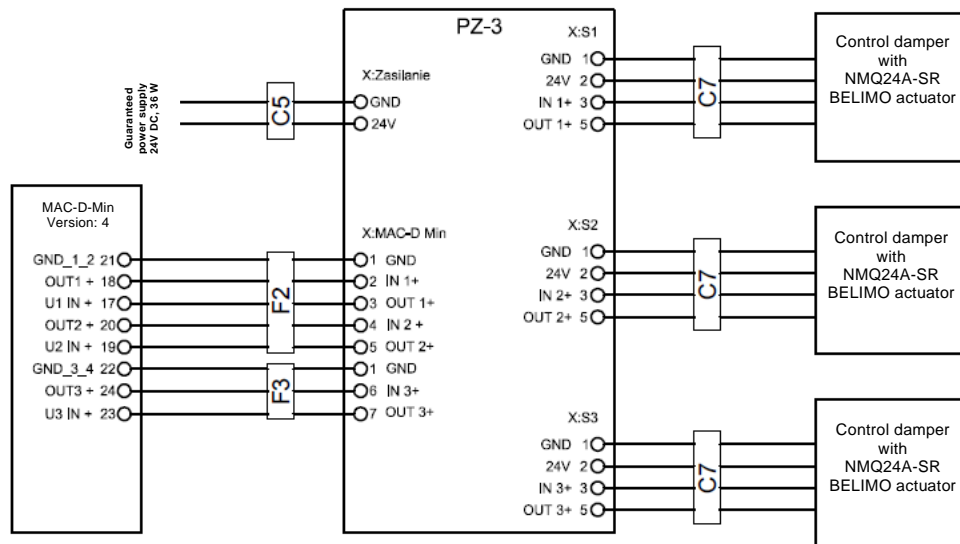 PZ-3
Guaranteed
power supply
24V DC, 36 W
C5
X:Zasilanie
GND
24V
X:S1
GND 1
24V 2
IN 1+ 3
OUT 1+ 5
C7
Control damper
with
NMQ24A-SR
BELIMO actuator
MAC-D-Min
Version: 4
GND_1_2 21
OUT1 + 18
U1 IN + 17
OUT2 + 20
U2 IN + 19
GND_3_4 22
OUT3 + 24
U3 IN + 23
F2
F3
X:MAC-D Min
1 GND
2 IN 1+
3 OUT 1+
4 IN 2 +
5 OUT 2+
1 GND
6 IN 3+
7 OUT 3+
X:S2
GND 1
24V 2
IN 2+ 3
OUT 2+ 5
C7
Control damper
with
NMQ24A-SR
BELIMO actuator
X:S3
GND 1
24V 2
IN 3+ 3
OUT 3+ 5
C7
Control damper
with
NMQ24A-SR
BELIMO actuator